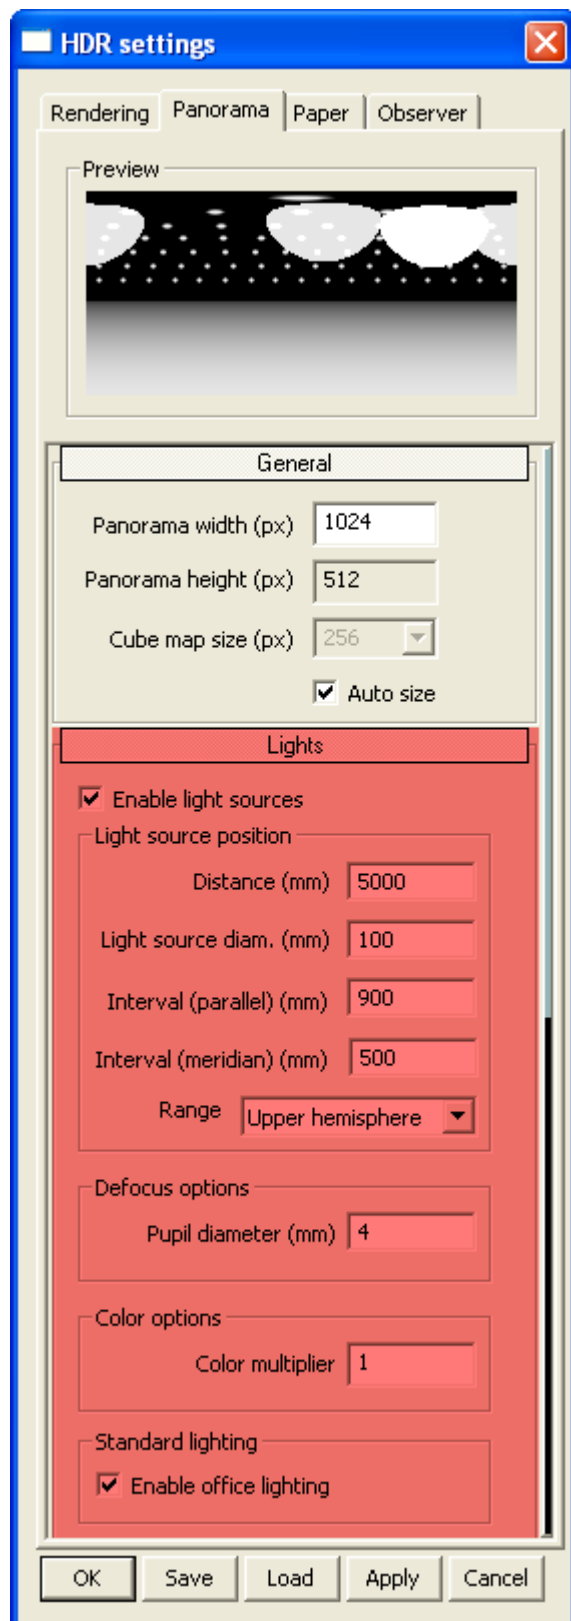 HDR settings
Rendering Panorama Paper Observer
Preview
General
Panorama width (px) 1024
Panorama height (px) 512
Cube map size (px) 256
Auto size
Lights
Enable light sources
Light source position
Distance (mm) 5000
Light source diam. (mm) 100
Interval (parallel) (mm) 900
Interval (meridian) (mm) 500
Range Upper hemisphere
Defocus options
Pupil diameter (mm) 4
Color options
Color multiplier 1
Standard lighting
Enable office lighting
OK Save Load Apply Cancel